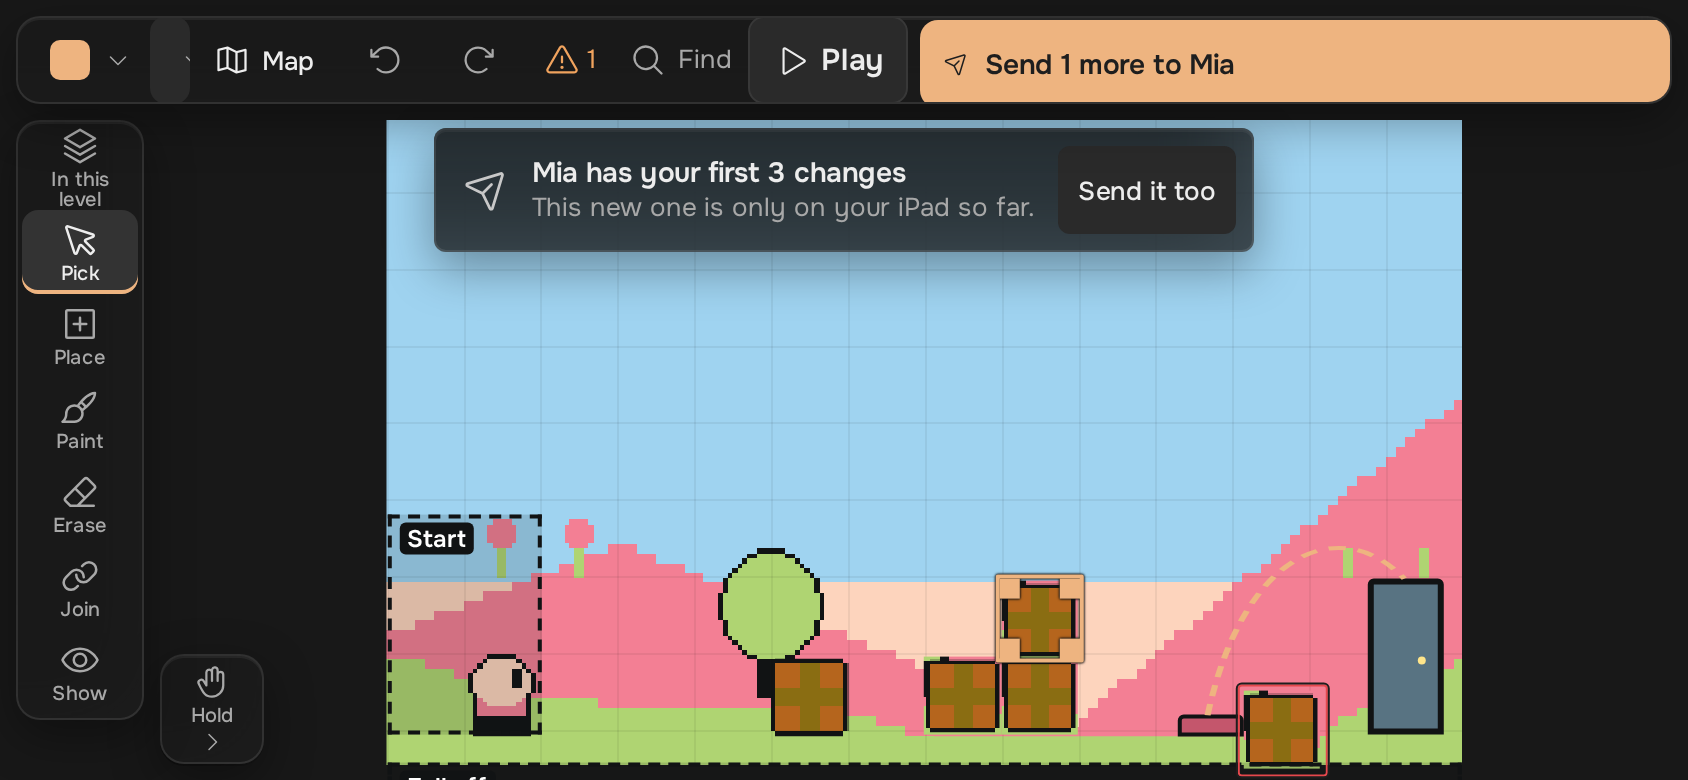 Map
1
Find
Play
Send 1 more to Mia
In this
level
Pick
Place
Paint
Erase
Join
Show
Hold
Mia has your first 3 changes
This new one is only on your iPad so far.
Send it too
Start